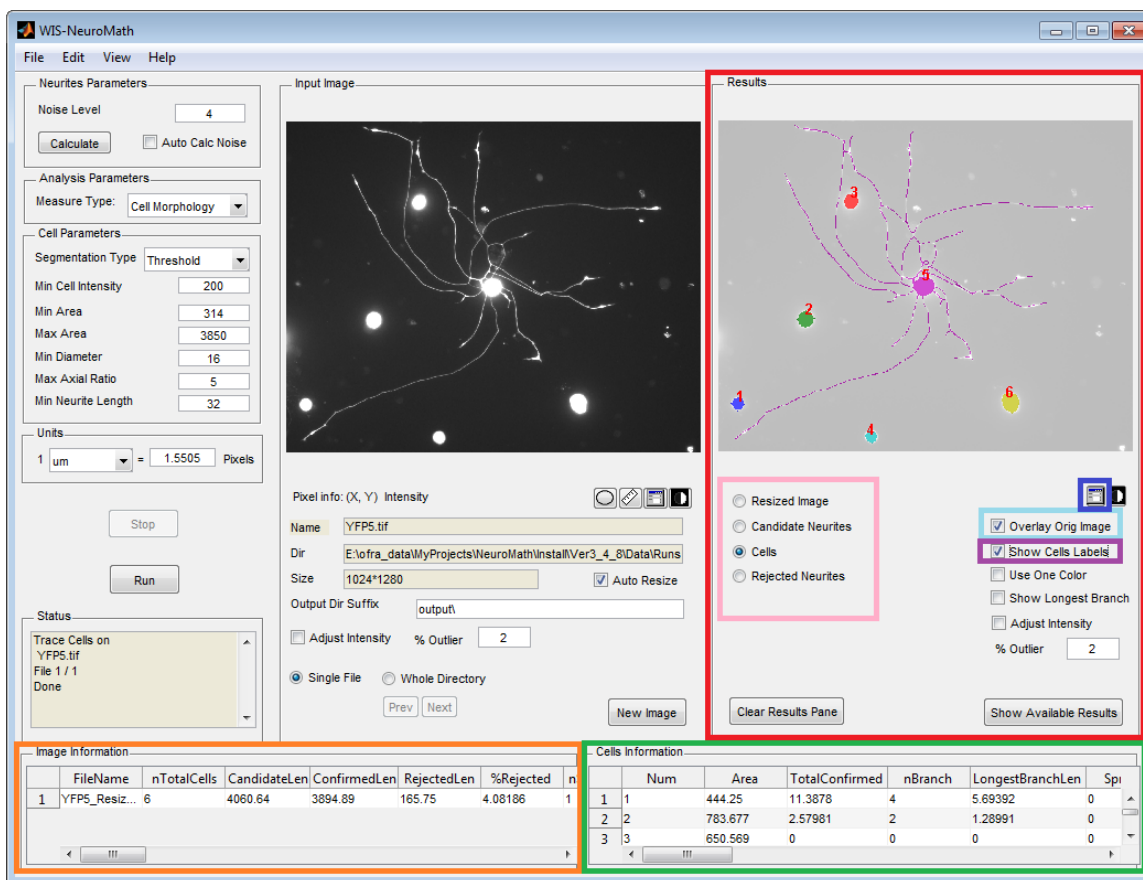 WIS-NeuroMath
File Edit View Help
Neurites Parameters
Noise Level 4
Calculate Auto Calc Noise
Analysis Parameters
Measure Type: Cell Morphology
Cell Parameters
Segmentation Type Threshold
Min Cell Intensity 200
Min Area 314
Max Area 3850
Min Diameter 16
Max Axial Ratio 5
Min Neurite Length 32
Units
1 um = 1.5505 Pixels
Stop
Run
Status
Trace Cells on
YFP5.tif
File 1 / 1
Done
Input Image
Pixel info: (X, Y) Intensity
Name YFP5.tif
Dir E:\ofra_data\MyProjects\NeuroMath\Install\Ver3_4_8\Data\Runs
Size 1024*1280 Auto Resize
Output Dir Suffix output\
Adjust Intensity % Outlier 2
Single File Whole Directory
Prev Next
New Image
Results
3
5
2
1
6
4
Resized Image
Candidate Neurites
Cells
Rejected Neurites
Overlay Orig Image
Show Cells Labels
Use One Color
Show Longest Branch
Adjust Intensity
% Outlier 2
Clear Results Pane Show Available Results
Image Information
FileName nTotalCells CandidateLen ConfirmedLen RejectedLen %Rejected n
1 YFP5_Resiz... 6 4060.64 3894.89 165.75 4.08186 1
Cells Information
Num Area TotalConfirmed nBranch LongestBranchLen Spr
1 1 444.25 11.3878 4 5.69392 0
2 2 783.677 2.57981 2 1.28991 0
3 3 650.569 0 0 0 0